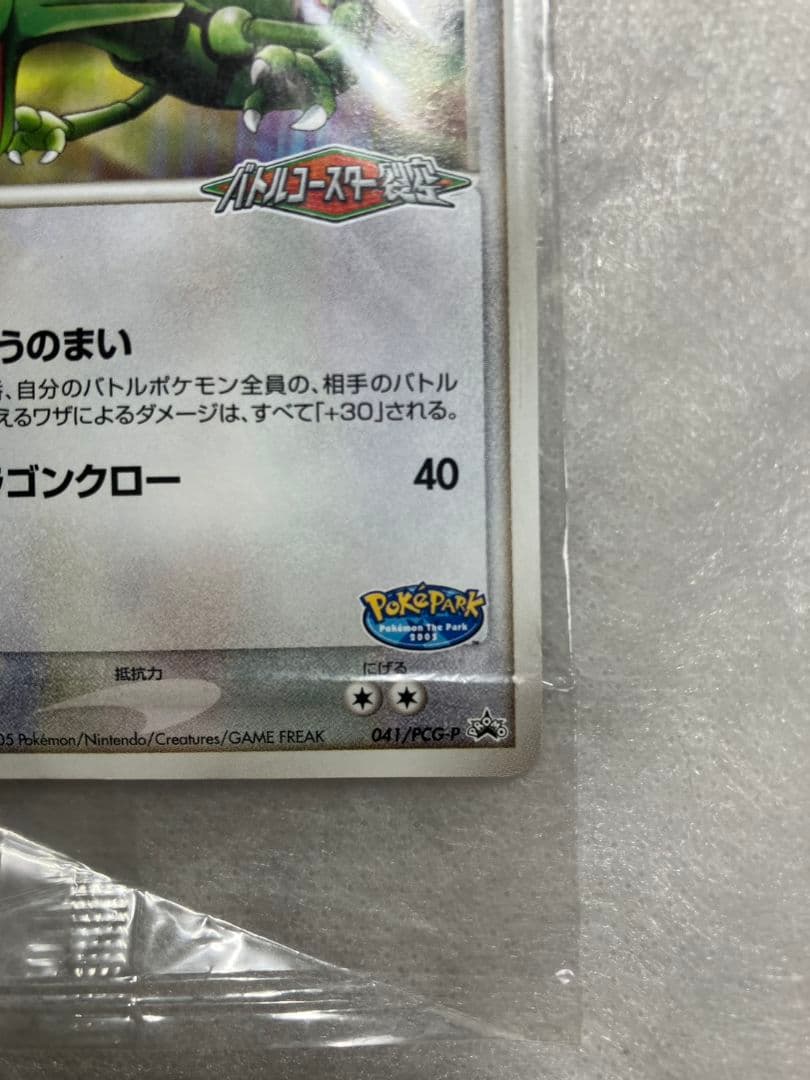 バトルコースター裂空
うのまい
、自分のバトルポケモン全員の、相手のバトル
えるワザによるダメージは、すべて「+30」される。
ゴンクロー 40
POKéPARK
Pokémon The Park
2005
抵抗力 にげる
05 Pokémon/Nintendo/Creatures/GAME FREAK 041/PCG-P PROMO